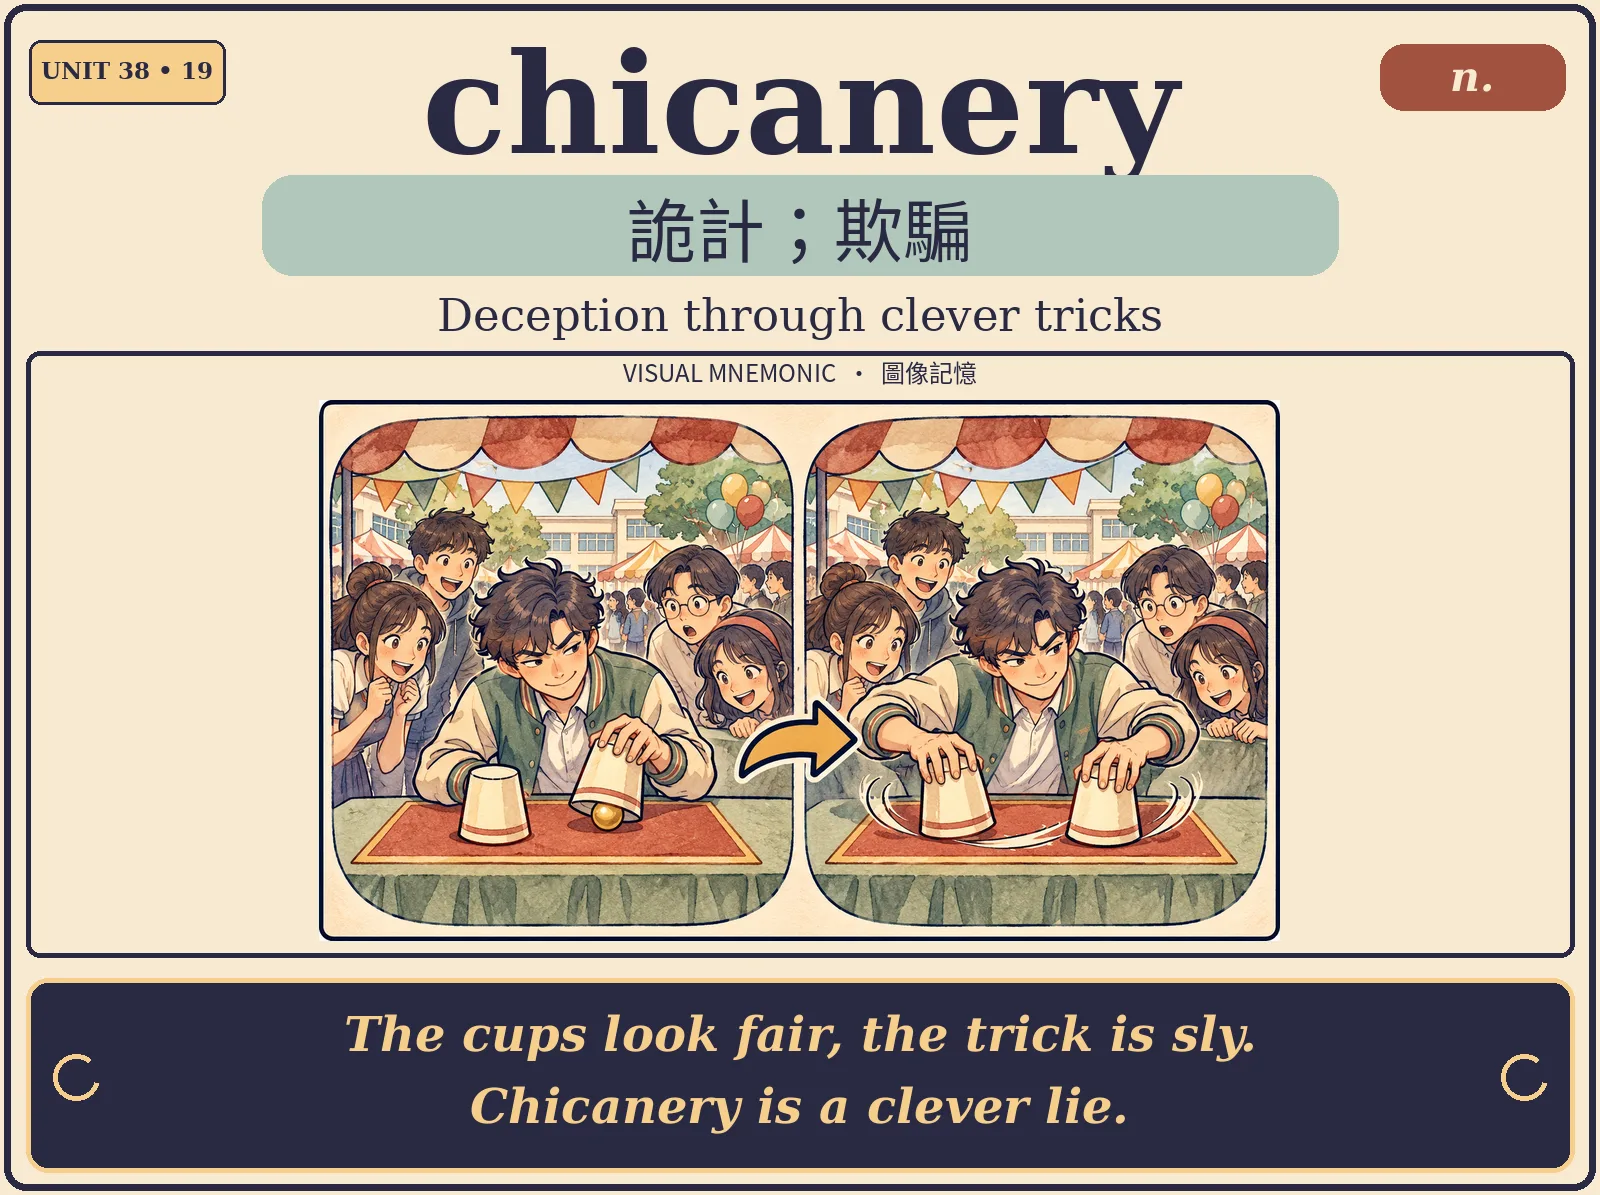 UNIT 38 • 19
chicanery
n.
詭計；欺騙
Deception through clever tricks
VISUAL MNEMONIC • 圖像記憶
The cups look fair, the trick is sly.
Chicanery is a clever lie.